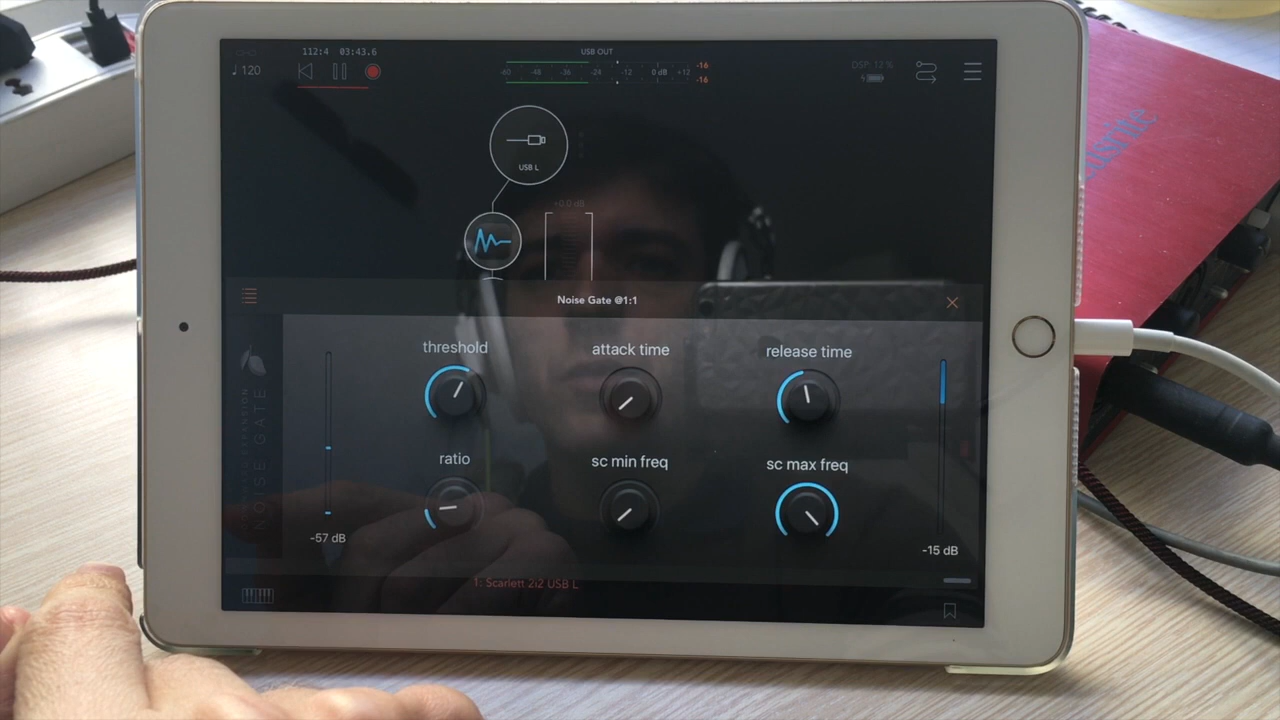 112:4 03:43.6
USB OUT
♩ 120
-60 -48 -36 -24 -12 0 dB +12
-16
-16
DSP: 12 %
USB L
+0.0 dB
Noise Gate @1:1
threshold
attack time
release time
ratio
sc min freq
sc max freq
NOISE GATE
-57 dB
-15 dB
1. Scarlett 2i2 USB L